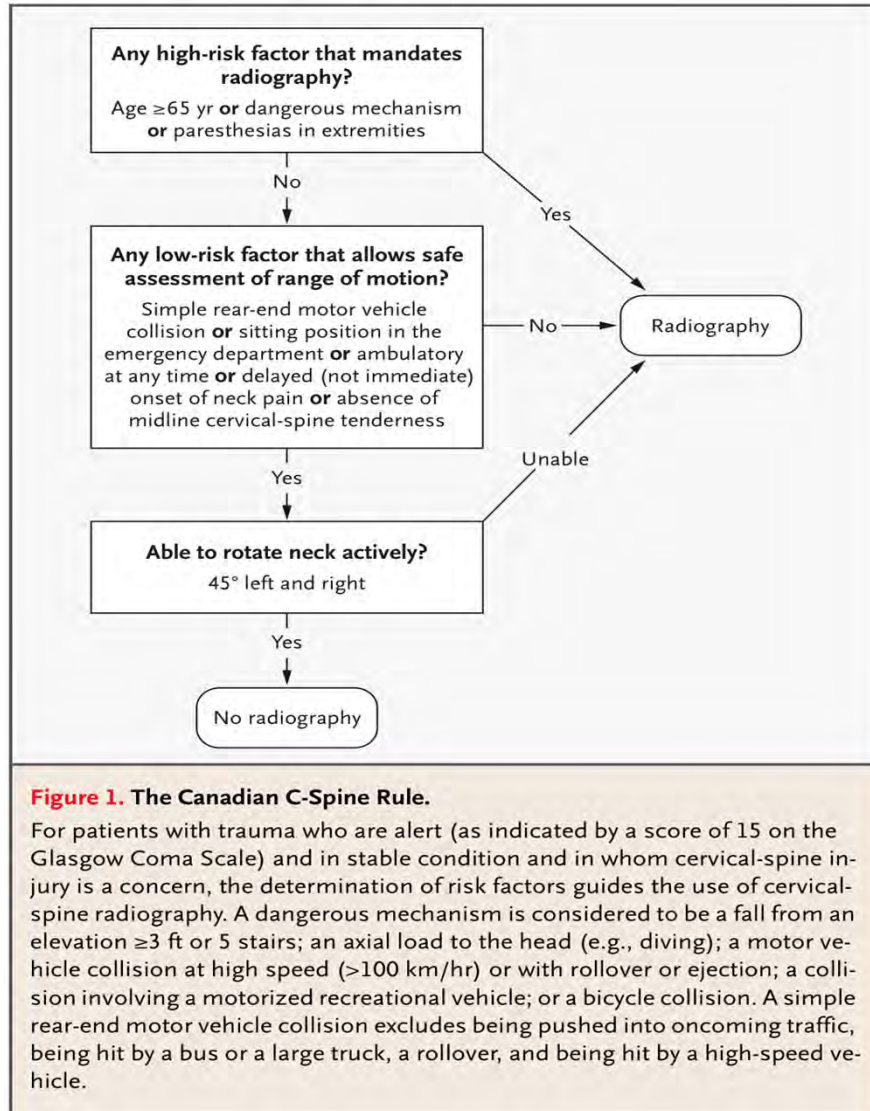 Any high-risk factor that mandates
radiography?
Age ≥65 yr or dangerous mechanism
or paresthesias in extremities
No
Yes
Any low-risk factor that allows safe
assessment of range of motion?
Simple rear-end motor vehicle
collision or sitting position in the
emergency department or ambulatory
at any time or delayed (not immediate)
onset of neck pain or absence of
midline cervical-spine tenderness
No
Radiography
Unable
Yes
Able to rotate neck actively?
45° left and right
Yes
No radiography
Figure 1. The Canadian C-Spine Rule.
For patients with trauma who are alert (as indicated by a score of 15 on the
Glasgow Coma Scale) and in stable condition and in whom cervical-spine in-
jury is a concern, the determination of risk factors guides the use of cervical-
spine radiography. A dangerous mechanism is considered to be a fall from an
elevation ≥3 ft or 5 stairs; an axial load to the head (e.g., diving); a motor ve-
hicle collision at high speed (>100 km/hr) or with rollover or ejection; a colli-
sion involving a motorized recreational vehicle; or a bicycle collision. A simple
rear-end motor vehicle collision excludes being pushed into oncoming traffic,
being hit by a bus or a large truck, a rollover, and being hit by a high-speed ve-
hicle.